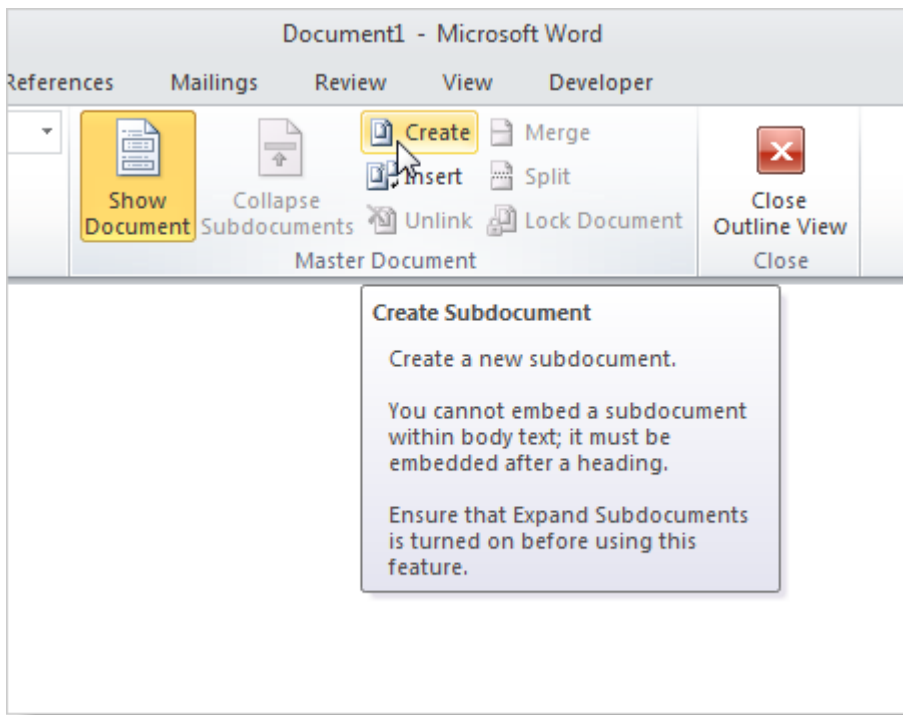 Document1 - Microsoft Word
References Mailings Review View Developer
Create Merge
Insert Split
Show Document
Collapse Subdocuments
Unlink Lock Document
Close Outline View
Master Document Close
Create Subdocument
Create a new subdocument.
You cannot embed a subdocument
within body text; it must be
embedded after a heading.
Ensure that Expand Subdocuments
is turned on before using this
feature.